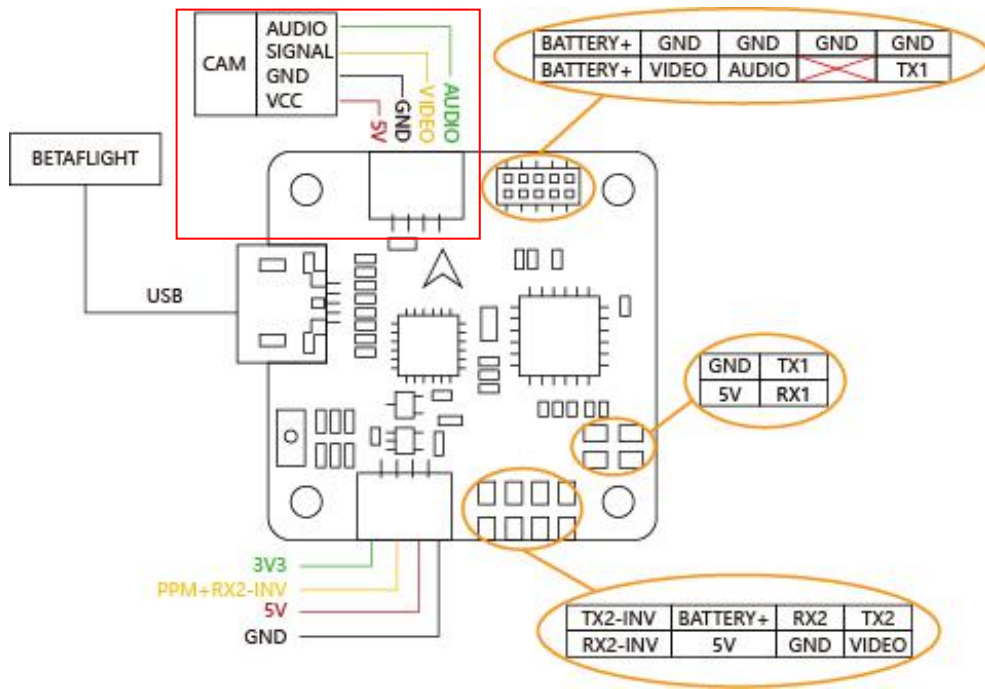 CAM
AUDIO
SIGNAL
GND
VCC
5V
GND
VIDEO
AUDIO
BATTERY+ GND GND GND GND
BATTERY+ VIDEO AUDIO TX1
BETAFLIGHT
USB
GND TX1
5V RX1
3V3
PPM+RX2-INV
5V
GND
TX2-INV BATTERY+ RX2 TX2
RX2-INV 5V GND VIDEO